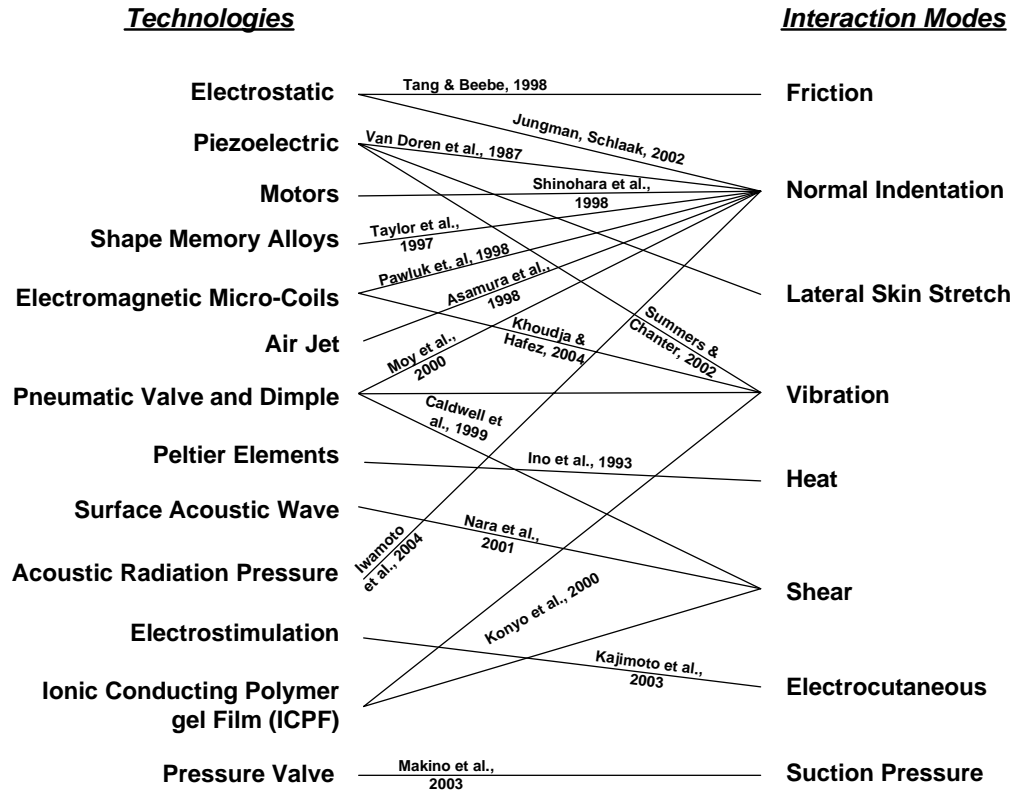 Technologies
Interaction Modes
Electrostatic
Piezoelectric
Motors
Shape Memory Alloys
Electromagnetic Micro-Coils
Air Jet
Pneumatic Valve and Dimple
Peltier Elements
Surface Acoustic Wave
Acoustic Radiation Pressure
Electrostimulation
Ionic Conducting Polymer
gel Film (ICPF)
Pressure Valve
Tang & Beebe, 1998
Jungman, Schlaak, 2002
Van Doren et al., 1987
Shinohara et al.,
1998
Taylor et al.,
1997
Pawluk et. al, 1998
Asamura et al.,
1998
Moy et al.,
2000
Khoudja &
Hafez, 2004
Summers &
Chanter, 2002
Caldwell et
al., 1999
Ino et al., 1993
Nara et al.,
2001
Iwamoto
et al., 2004
Konyo et al., 2000
Kajimoto et al.,
2003
Makino et al.,
2003
Friction
Normal Indentation
Lateral Skin Stretch
Vibration
Heat
Shear
Electrocutaneous
Suction Pressure